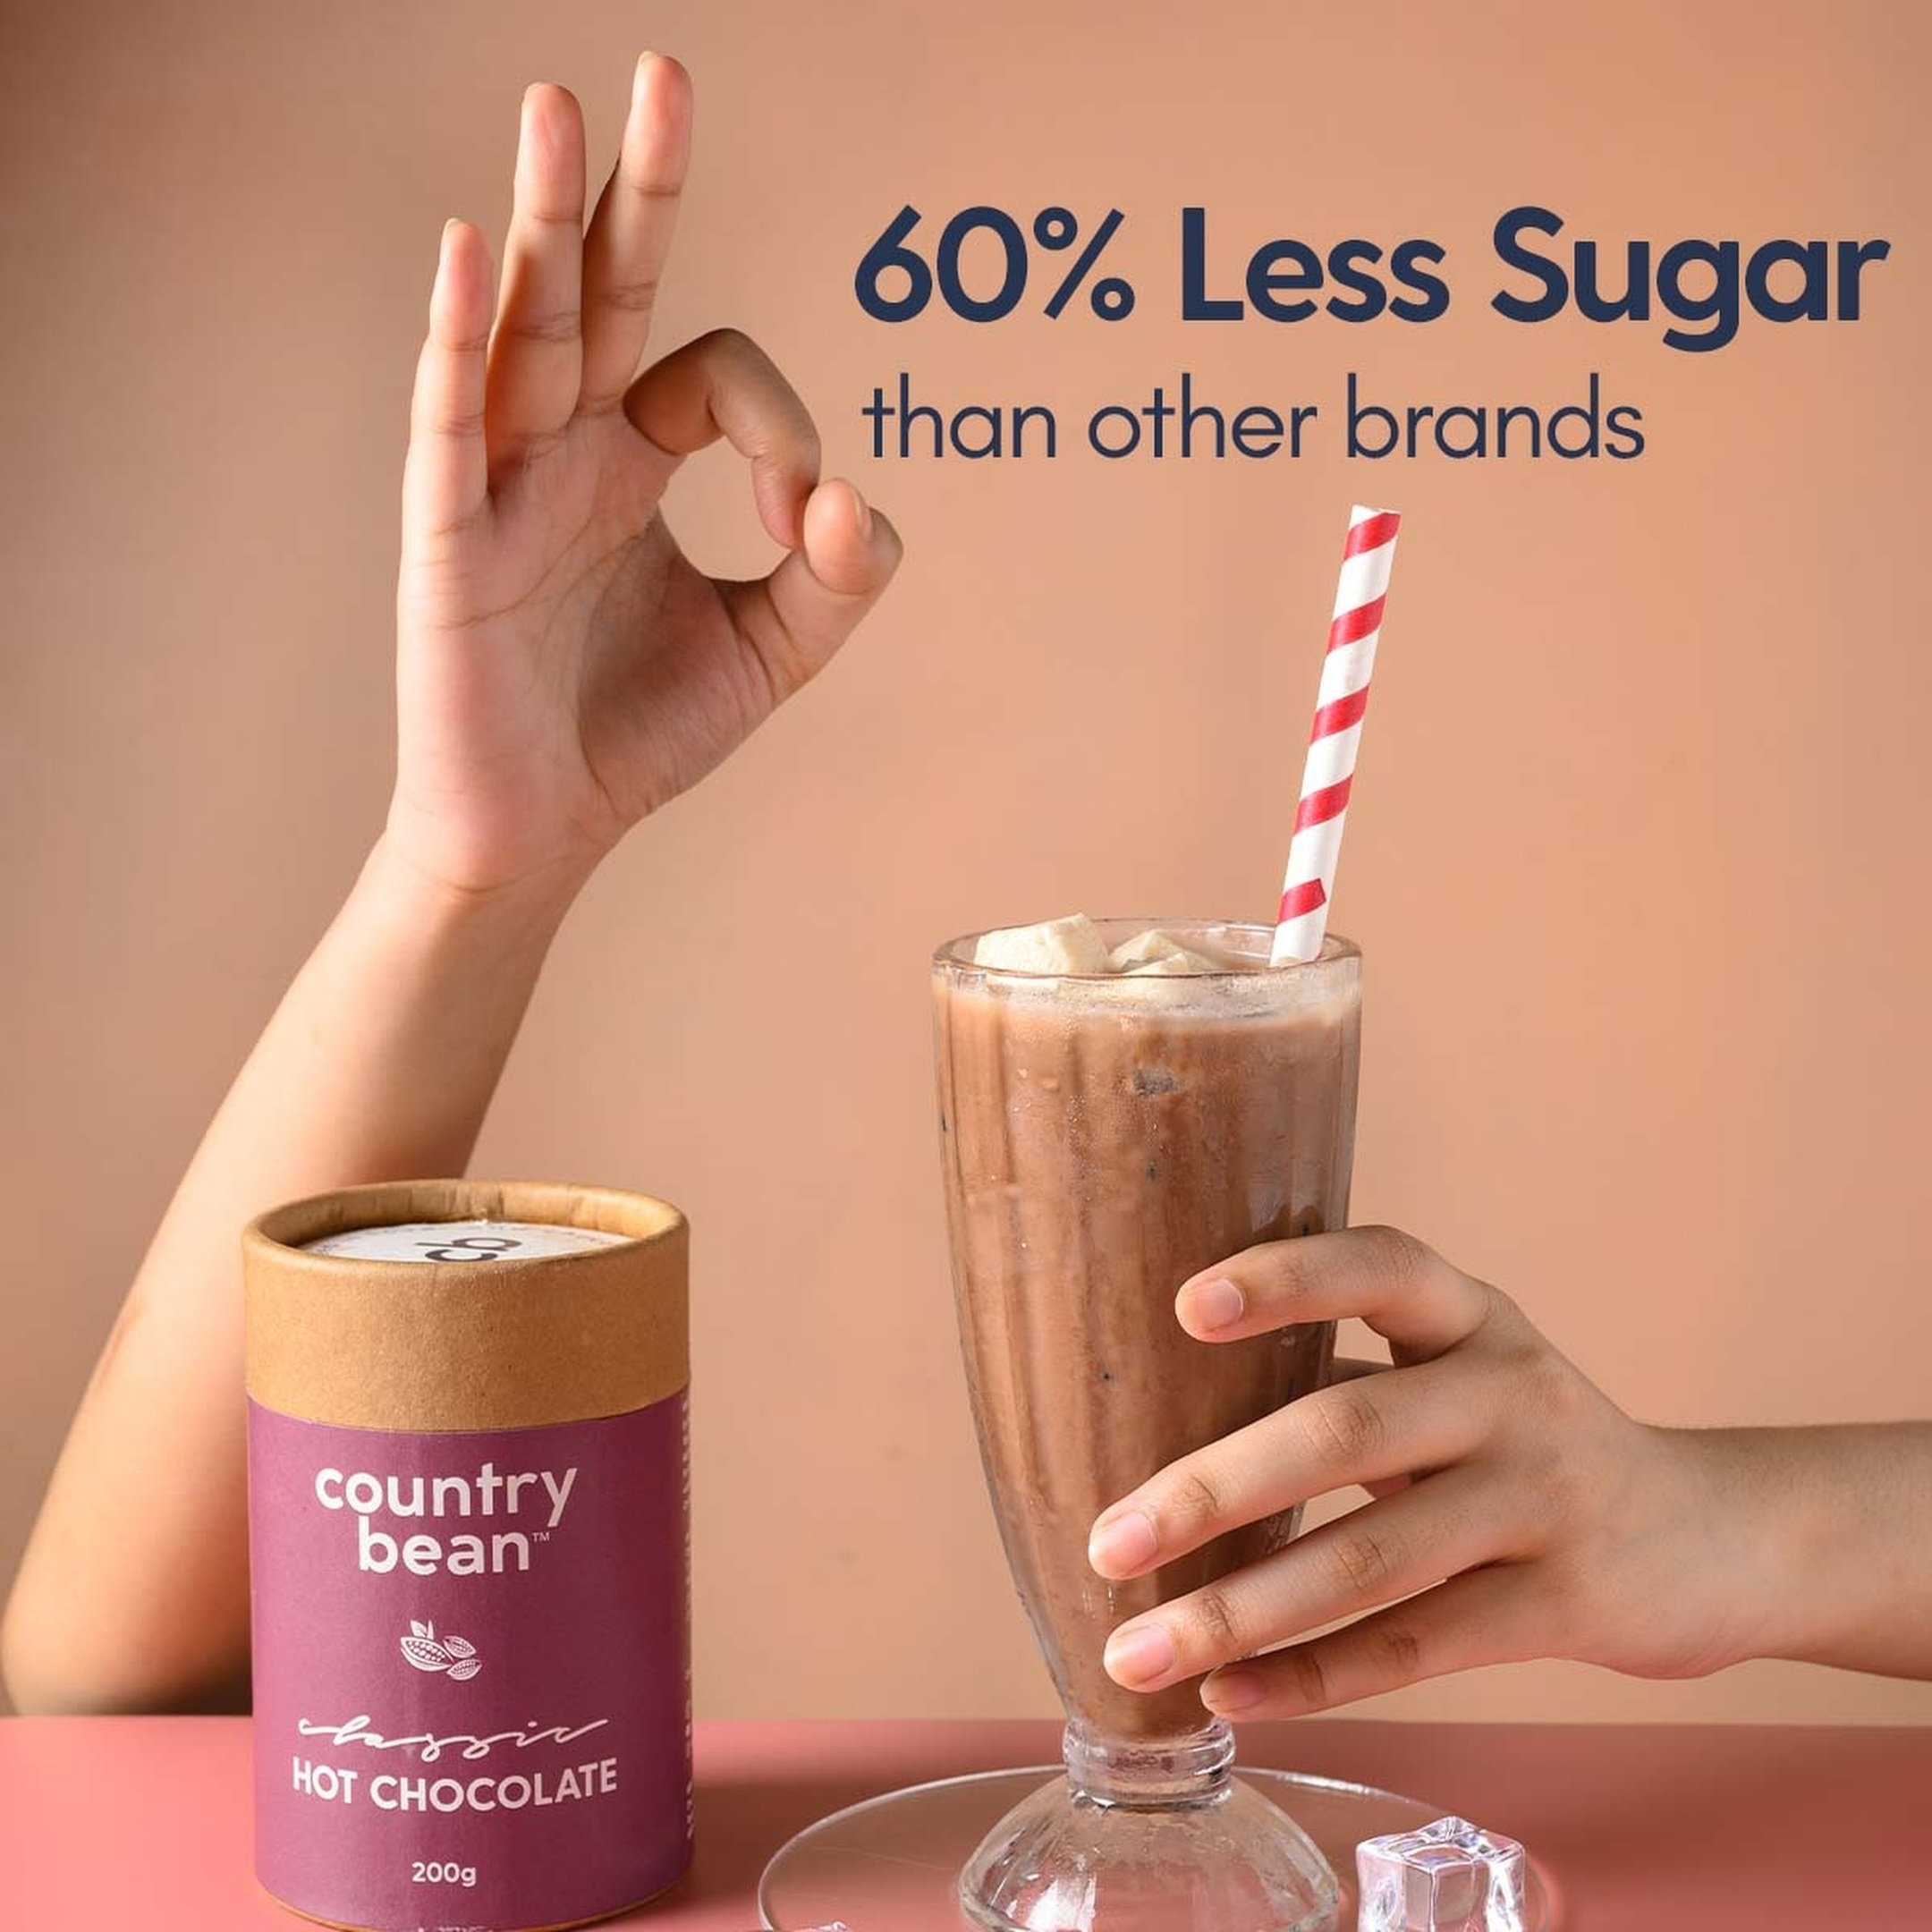 60% Less Sugar
than other brands
cb
country
bean™
classic
HOT CHOCOLATE
200g